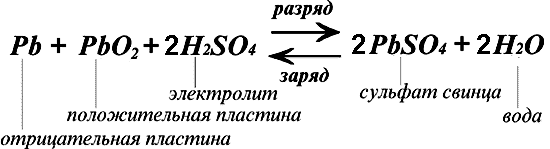 разряд
Pb + PbO₂ + 2H₂SO₄ 2PbSO₄ + 2H₂O
заряд
электролит сульфат свинца
положительная пластина вода
отрицательная пластина